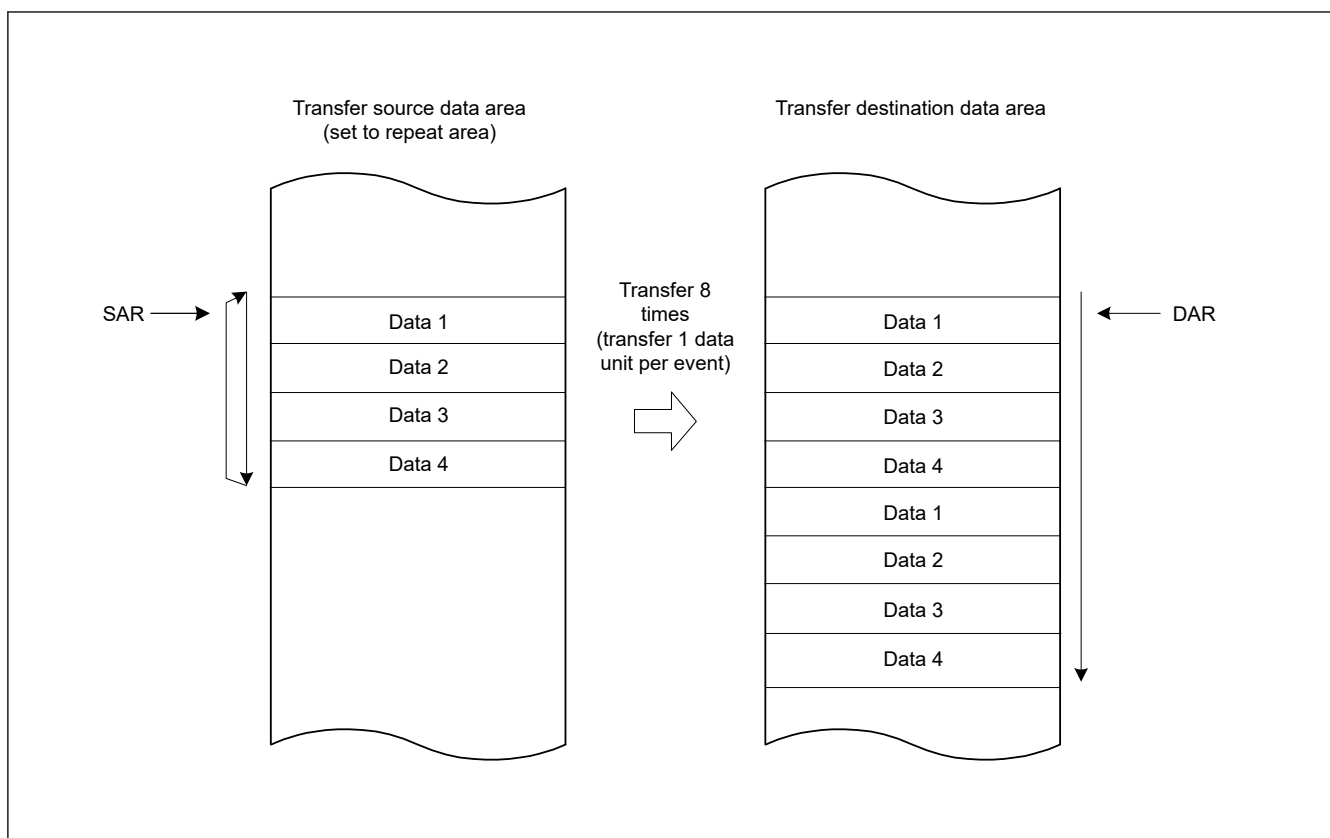 Transfer source data area
(set to repeat area)
Transfer destination data area
SAR
Data 1
Data 2
Data 3
Data 4
Transfer 8
times
(transfer 1 data
unit per event)
Data 1
Data 2
Data 3
Data 4
Data 1
Data 2
Data 3
Data 4
DAR